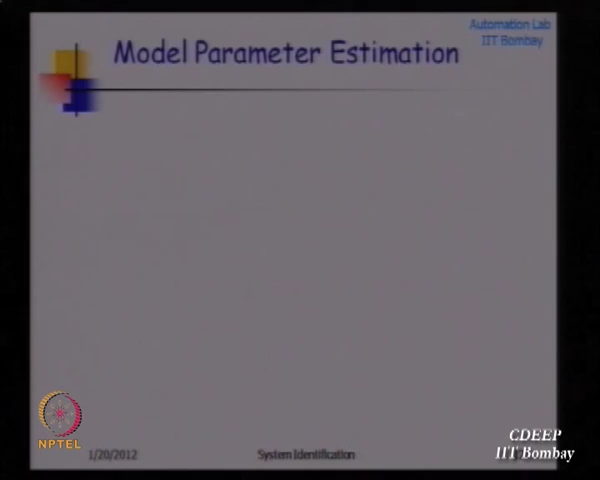 Automation Lab
IIT Bombay
Model Parameter Estimation
NPTEL
1/20/2012
System Identification
CDEEP
IIT Bombay